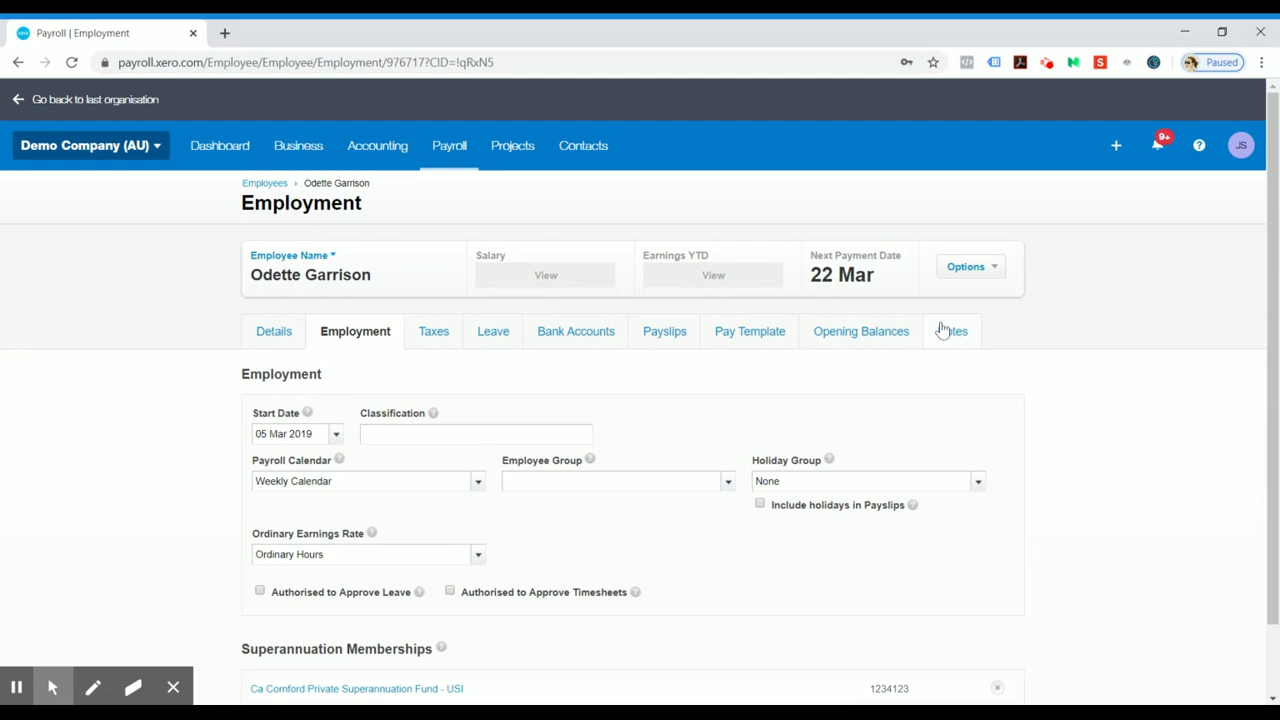 Payroll | Employment
payroll.xero.com/Employee/Employee/Employment/976717?CID=!qRxN5
Paused
Go back to last organisation
Demo Company (AU) Dashboard Business Accounting Payroll Projects Contacts 9+ JS
Employees › Odette Garrison
Employment
Employee Name Salary Earnings YTD Next Payment Date
Odette Garrison View View 22 Mar Options
Details Employment Taxes Leave Bank Accounts Payslips Pay Template Opening Balances
Employment
Start Date Classification
05 Mar 2019
Payroll Calendar Employee Group Holiday Group
Weekly Calendar None
Include holidays in Payslips
Ordinary Earnings Rate
Ordinary Hours
Authorised to Approve Leave Authorised to Approve Timesheets
Superannuation Memberships
Ca Cornford Private Superannuation Fund - USI 1234123